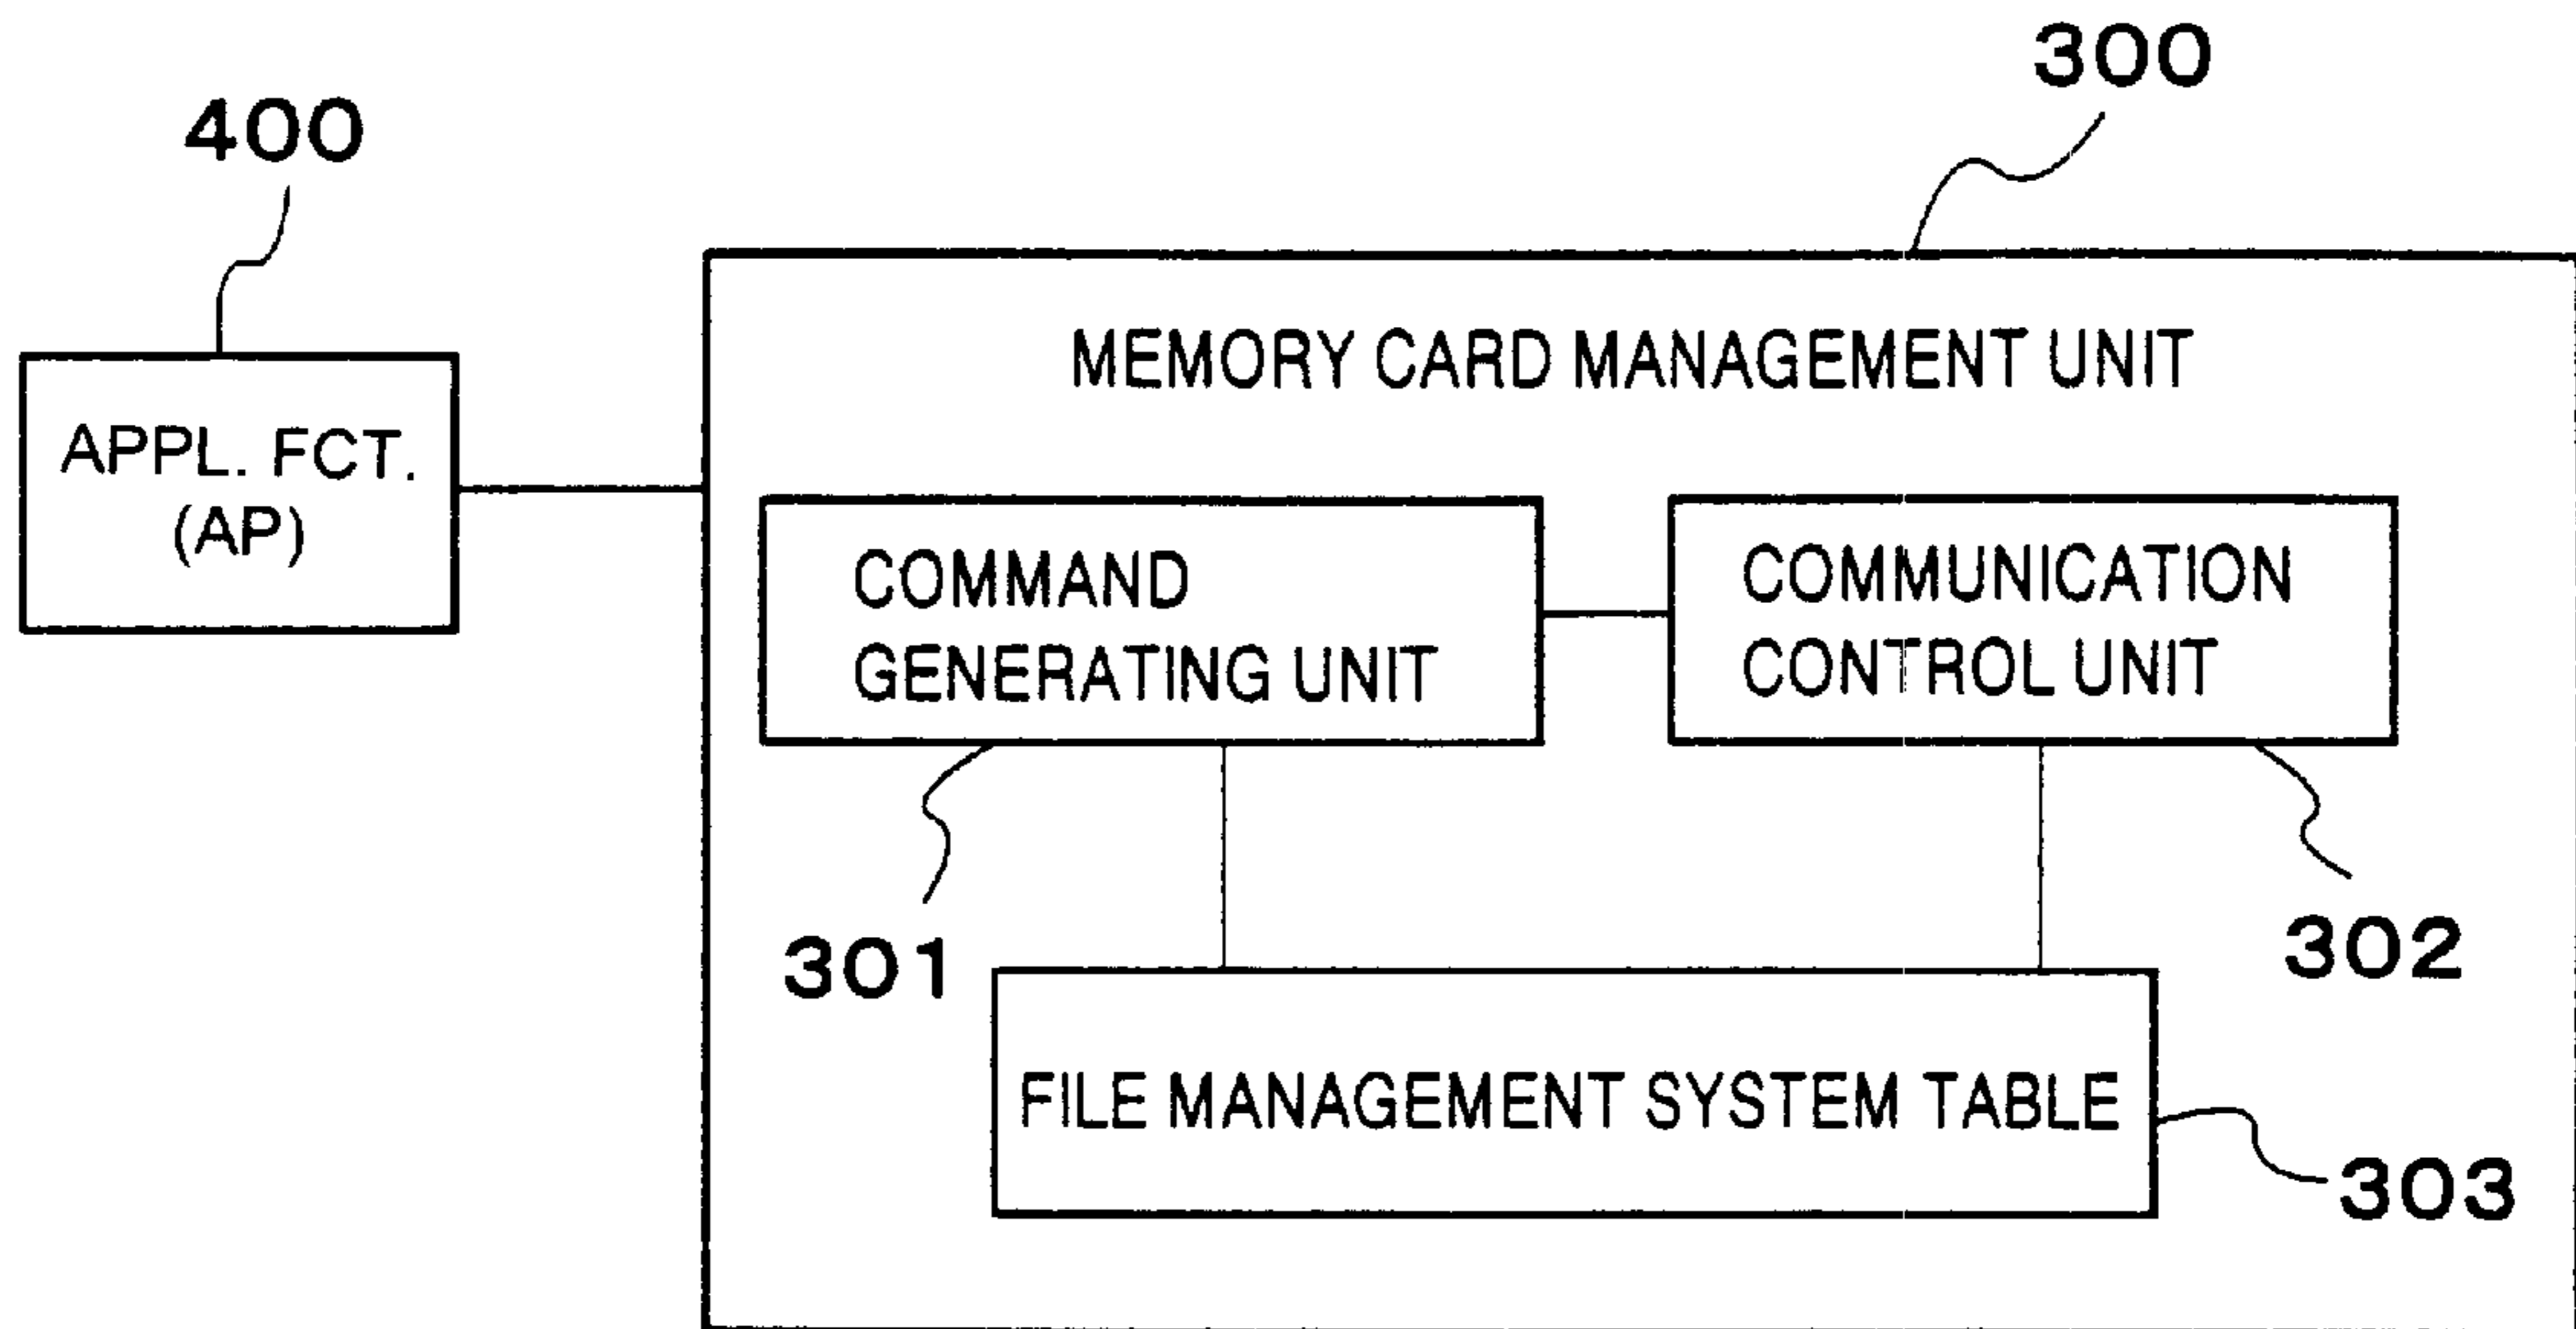 300
400
MEMORY CARD MANAGEMENT UNIT
APPL. FCT.
(AP)
COMMAND
GENERATING UNIT
COMMUNICATION
CONTROL UNIT
301
302
FILE MANAGEMENT SYSTEM TABLE
303